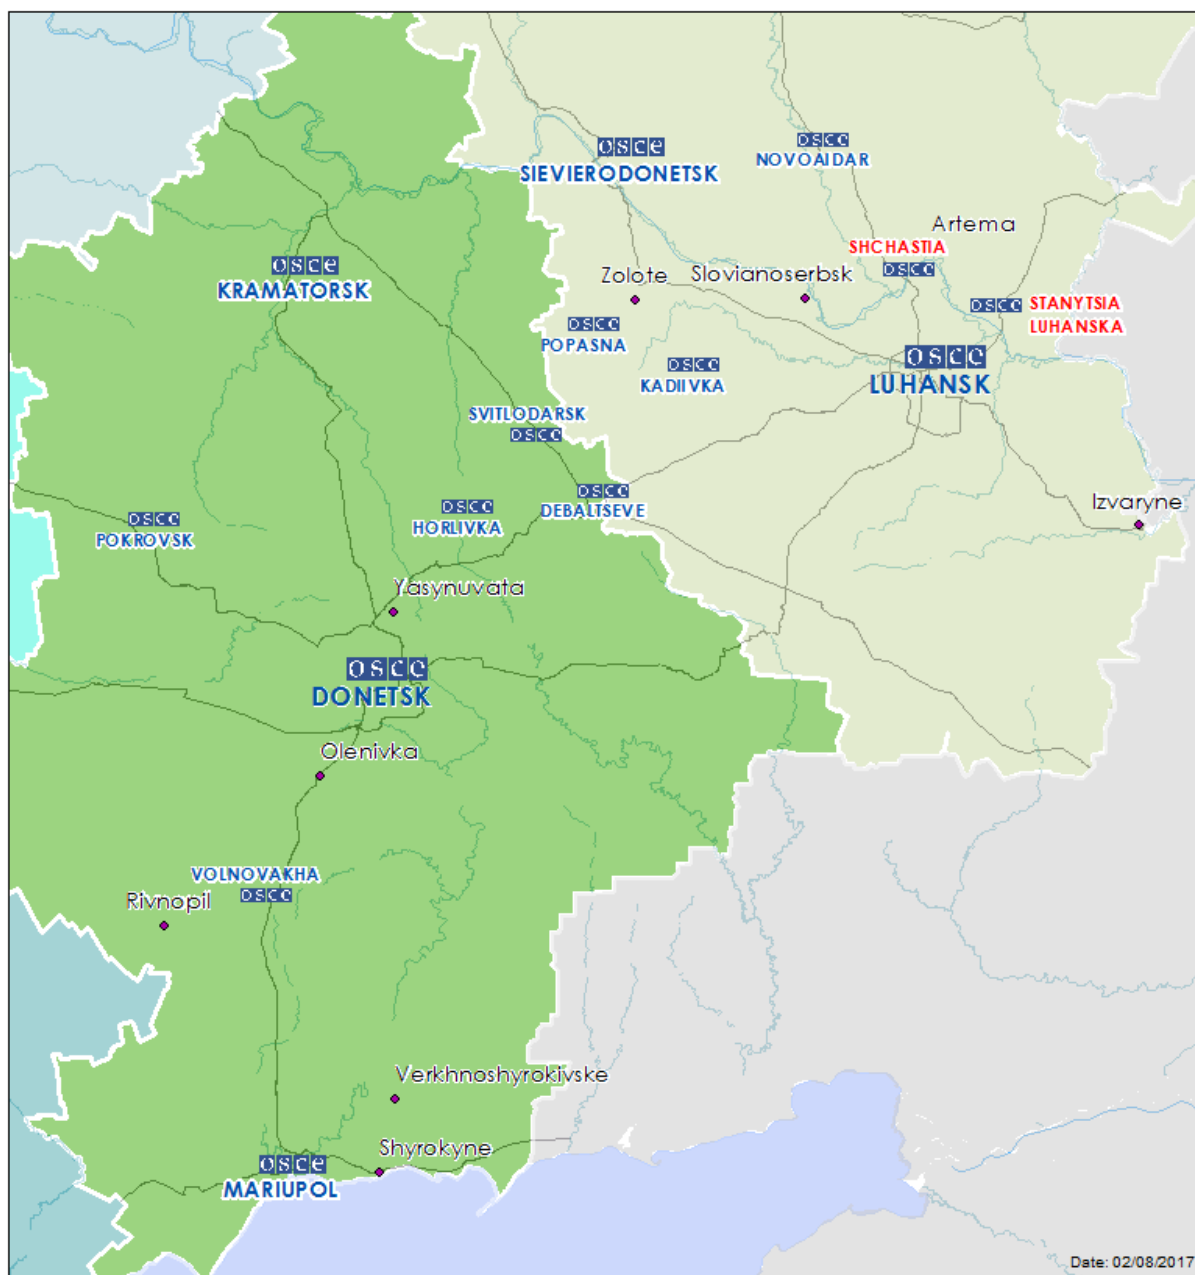 osce
SIEVIERODONETSK
osce
NOVOAIDAR
Artema
SHCHASTIA
osce
osce
KRAMATORSK
Zolote
Slovianoserbsk
osce
STANYTSIA
LUHANSKA
osce
POPASNA
osce
KADIIVKA
osce
LUHANSK
SVITLODARSK
osce
osce
DEBALTSEVE
osce
HORLIVKA
osce
POKROVSK
Izvaryne
Yasynuvata
osce
DONETSK
Olenivka
VOLNOVAKHA
osce
Rivnopil
Verkhnoshyrokivske
Shyrokyne
osce
MARIUPOL
Date: 02/08/2017